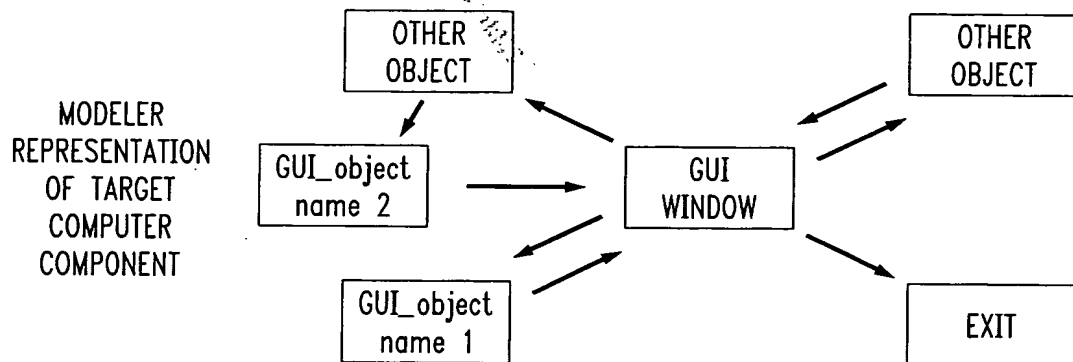 MODELER
REPRESENTATION
OF TARGET
COMPUTER
COMPONENT
OTHER
OBJECT
GUI_object
name 2
GUI_object
name 1
GUI
WINDOW
OTHER
OBJECT
EXIT